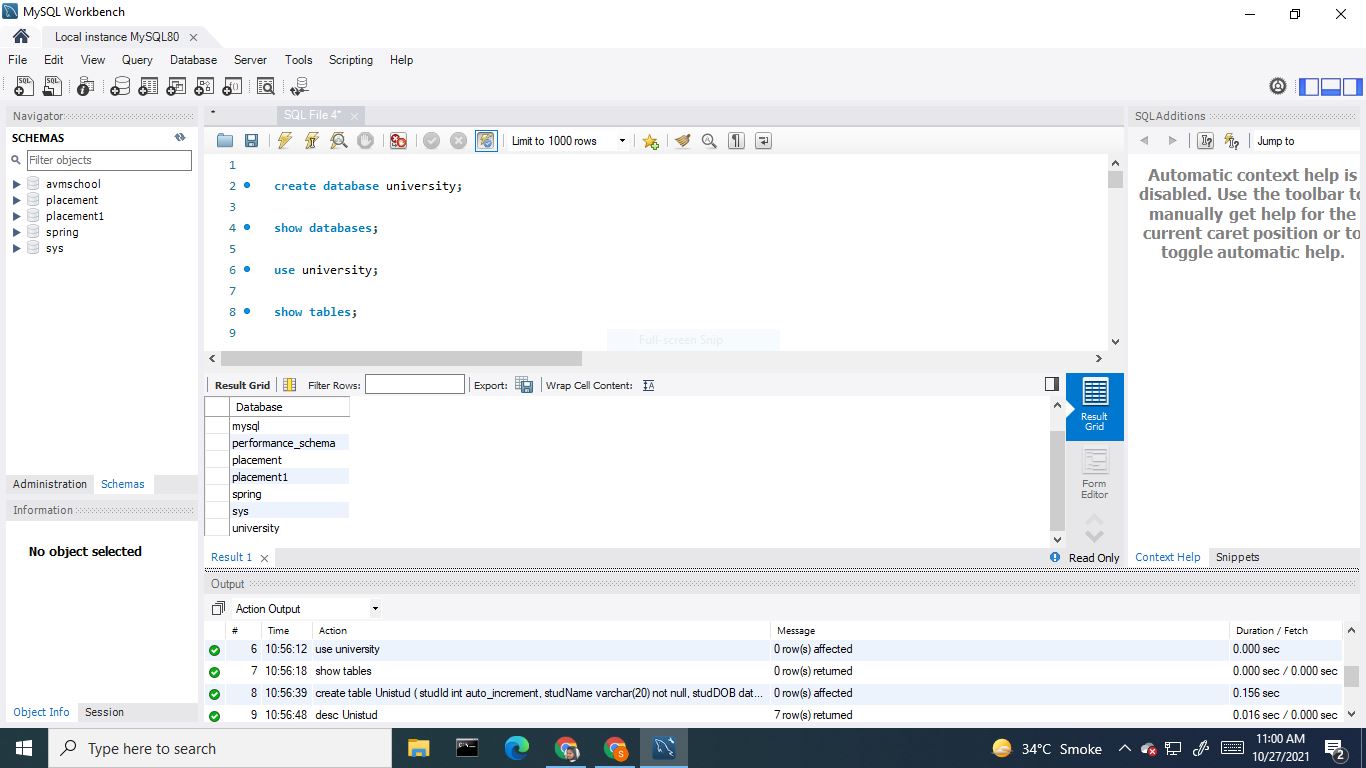 MySQL Workbench
Local instance MySQL80
File Edit View Query Database Server Tools Scripting Help
Navigator
SCHEMAS
Filter objects
avmschool
placement
placement1
spring
sys
Administration Schemas
Information
No object selected
Object Info Session
* SQL File 4*
Limit to 1000 rows
1
2 create database university;
3
4 show databases;
5
6 use university;
7
8 show tables;
9
Full-screen Snip
Result Grid Filter Rows: Export: Wrap Cell Content:
Database
mysql
performance_schema
placement
placement1
spring
sys
university
Result Grid
Form Editor
Result 1
Read Only
SQLAdditions
Jump to
Automatic context help is
disabled. Use the toolbar to
manually get help for the
current caret position or to
toggle automatic help.
Context Help Snippets
Output
Action Output
# Time Action Message Duration / Fetch
6 10:56:12 use university 0 row(s) affected 0.000 sec
7 10:56:18 show tables 0 row(s) returned 0.000 sec / 0.000 sec
8 10:56:39 create table Unistud ( studId int auto_increment, studName varchar(20) not null, studDOB dat... 0 row(s) affected 0.156 sec
9 10:56:48 desc Unistud 7 row(s) returned 0.016 sec / 0.000 sec
Type here to search
34°C Smoke
11:00 AM
10/27/2021
2